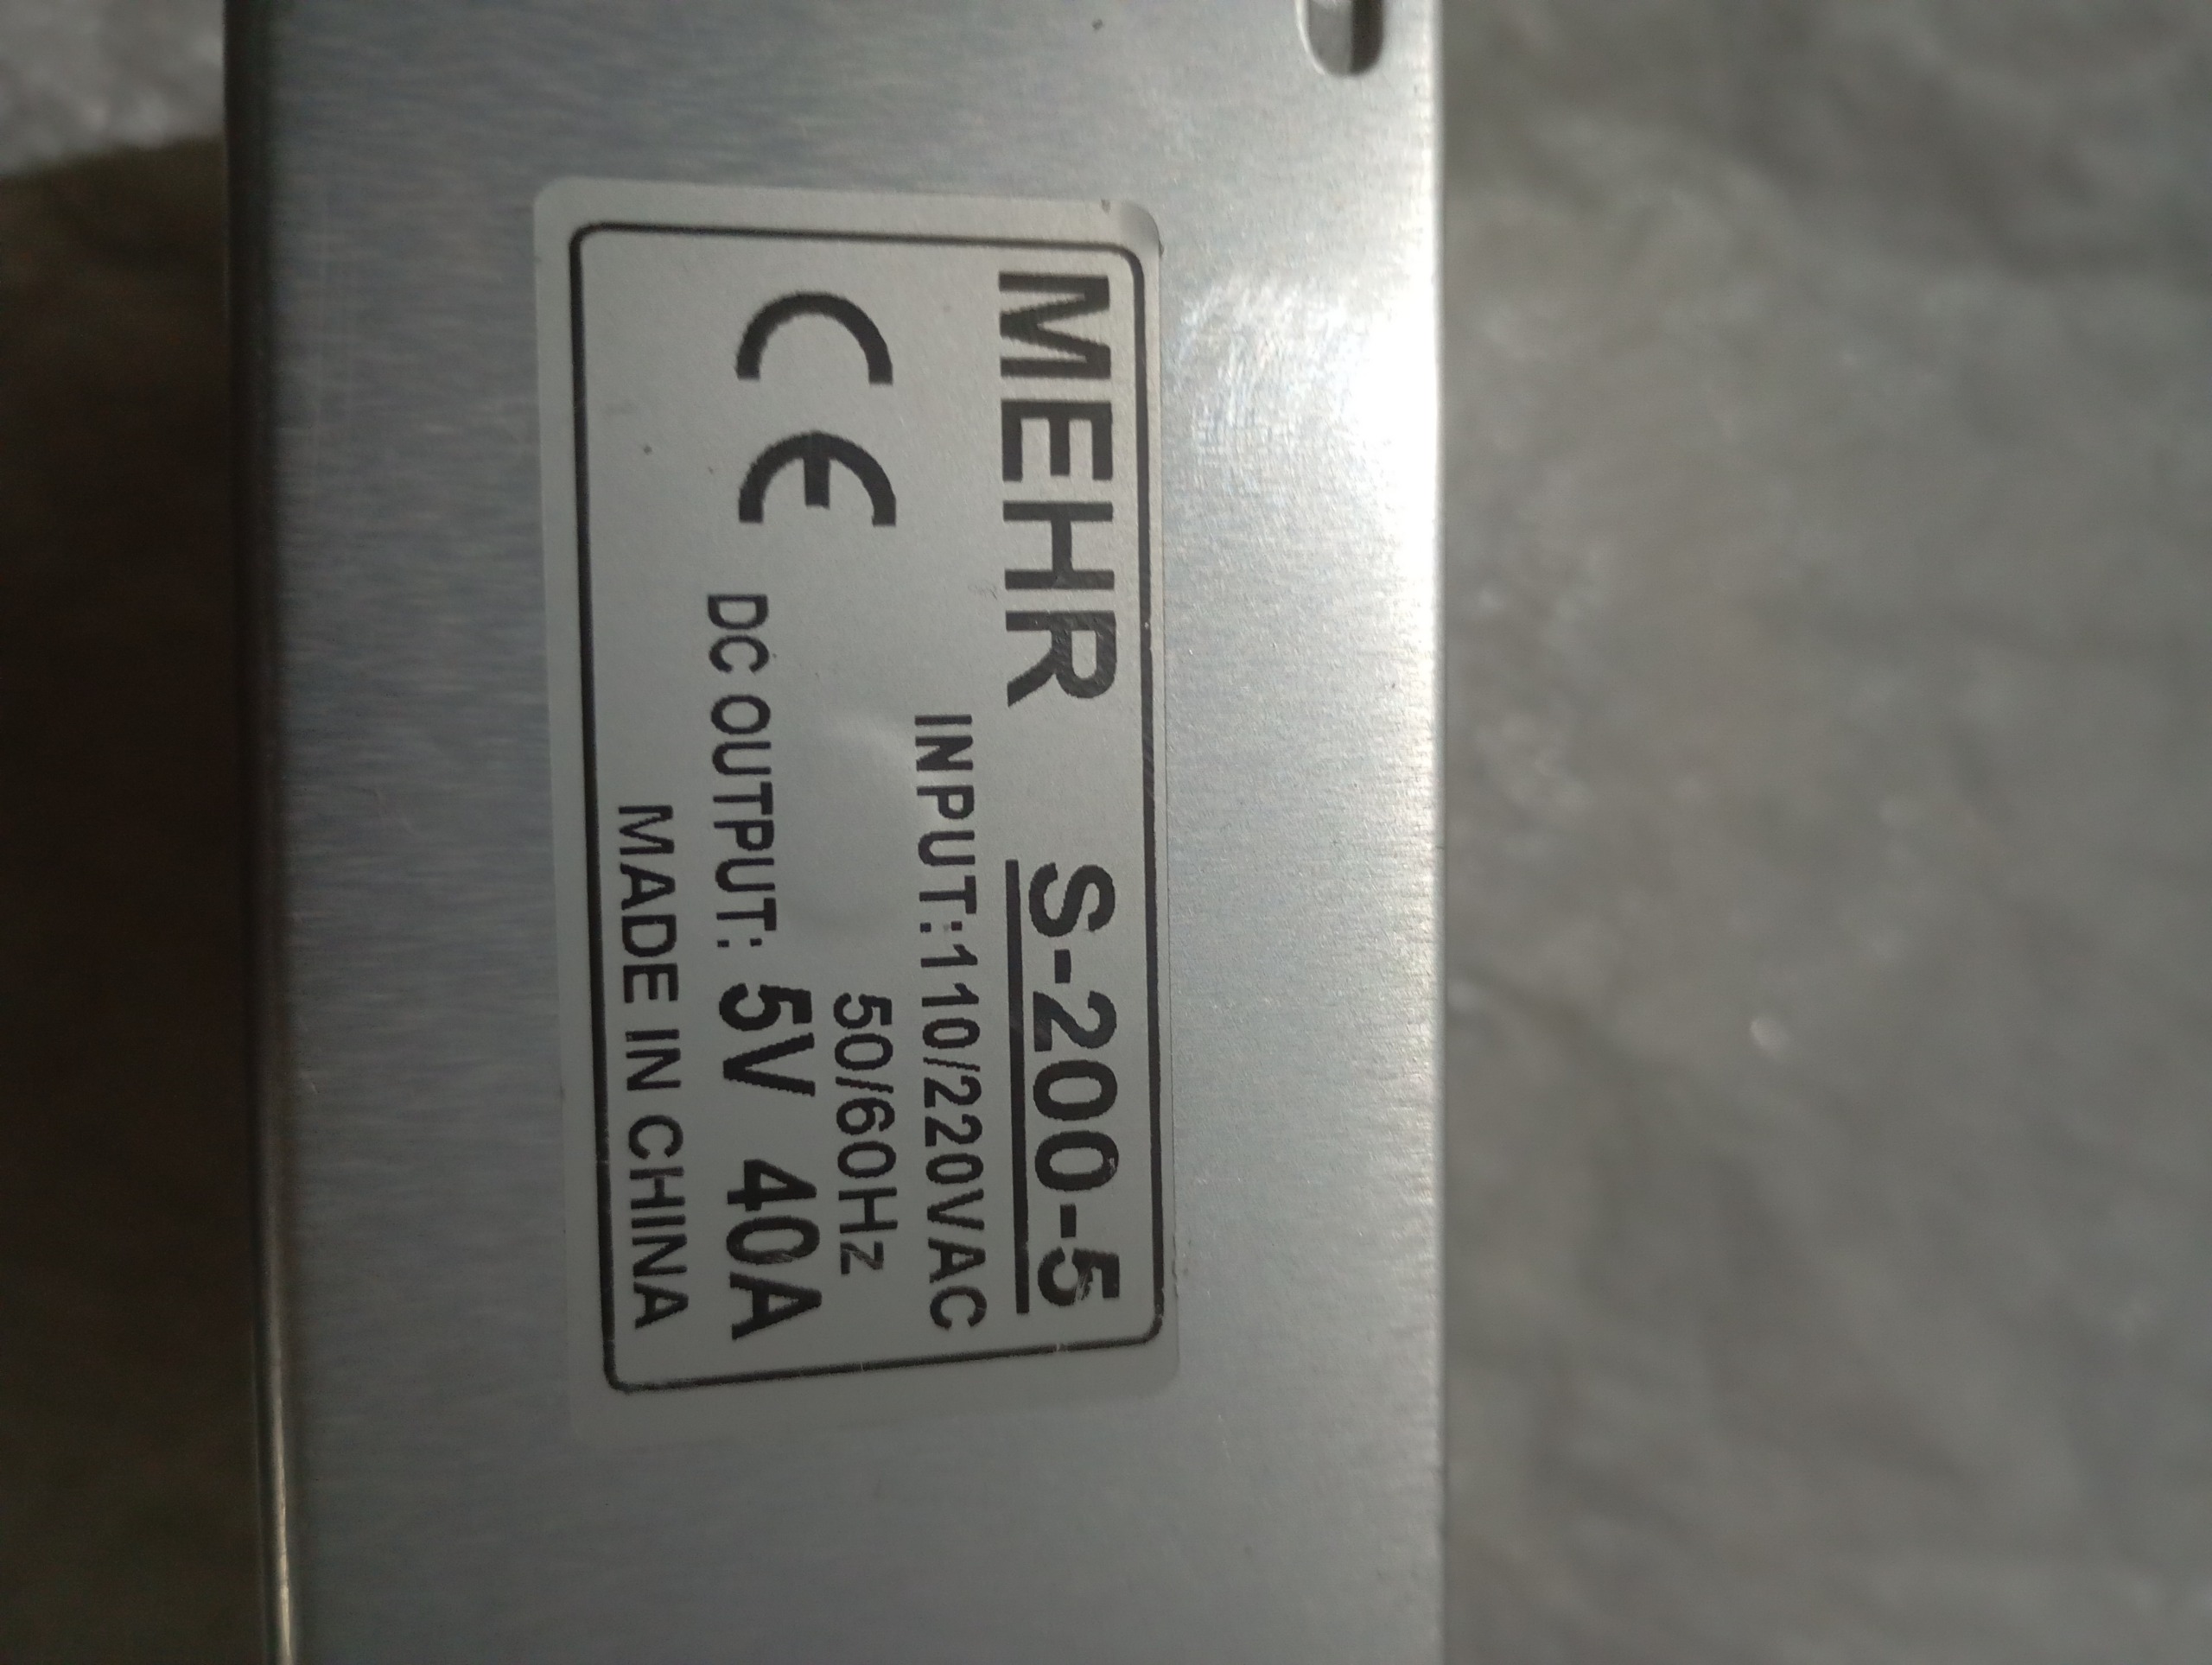 MEHR S-200-5
INPUT:110/220VAC
CE
50/60Hz
DC OUTPUT: 5V 40A
MADE IN CHINA